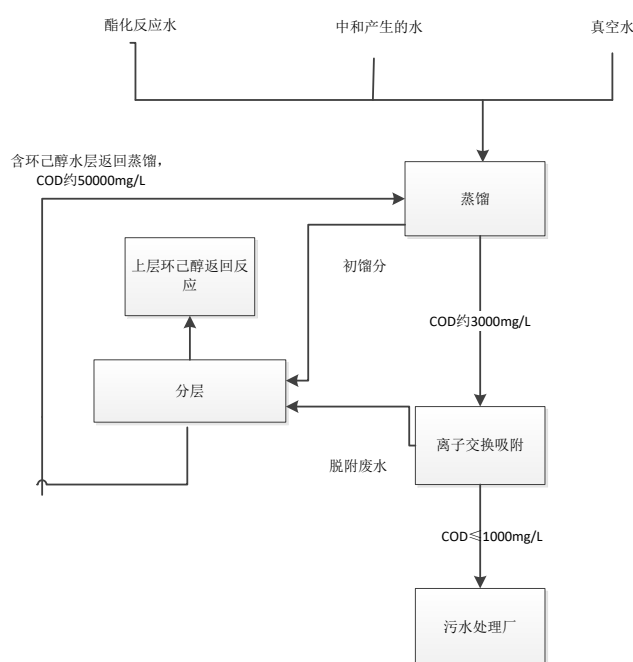 酯化反应水
中和产生的水
真空水
含环己醇水层返回蒸馏，
COD约50000mg/L
蒸馏
上层环己醇返回反
应
初馏分
COD约3000mg/L
分层
离子交换吸附
脱附废水
COD≤1000mg/L
污水处理厂